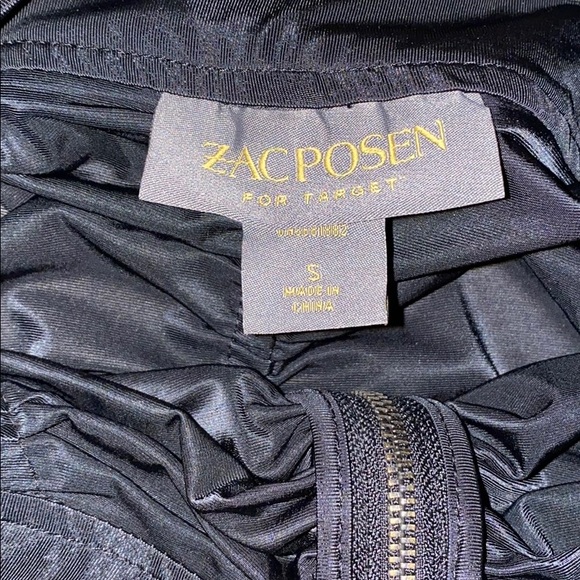 ZAC POSEN
FOR TARGET
S
MADE IN
CHINA